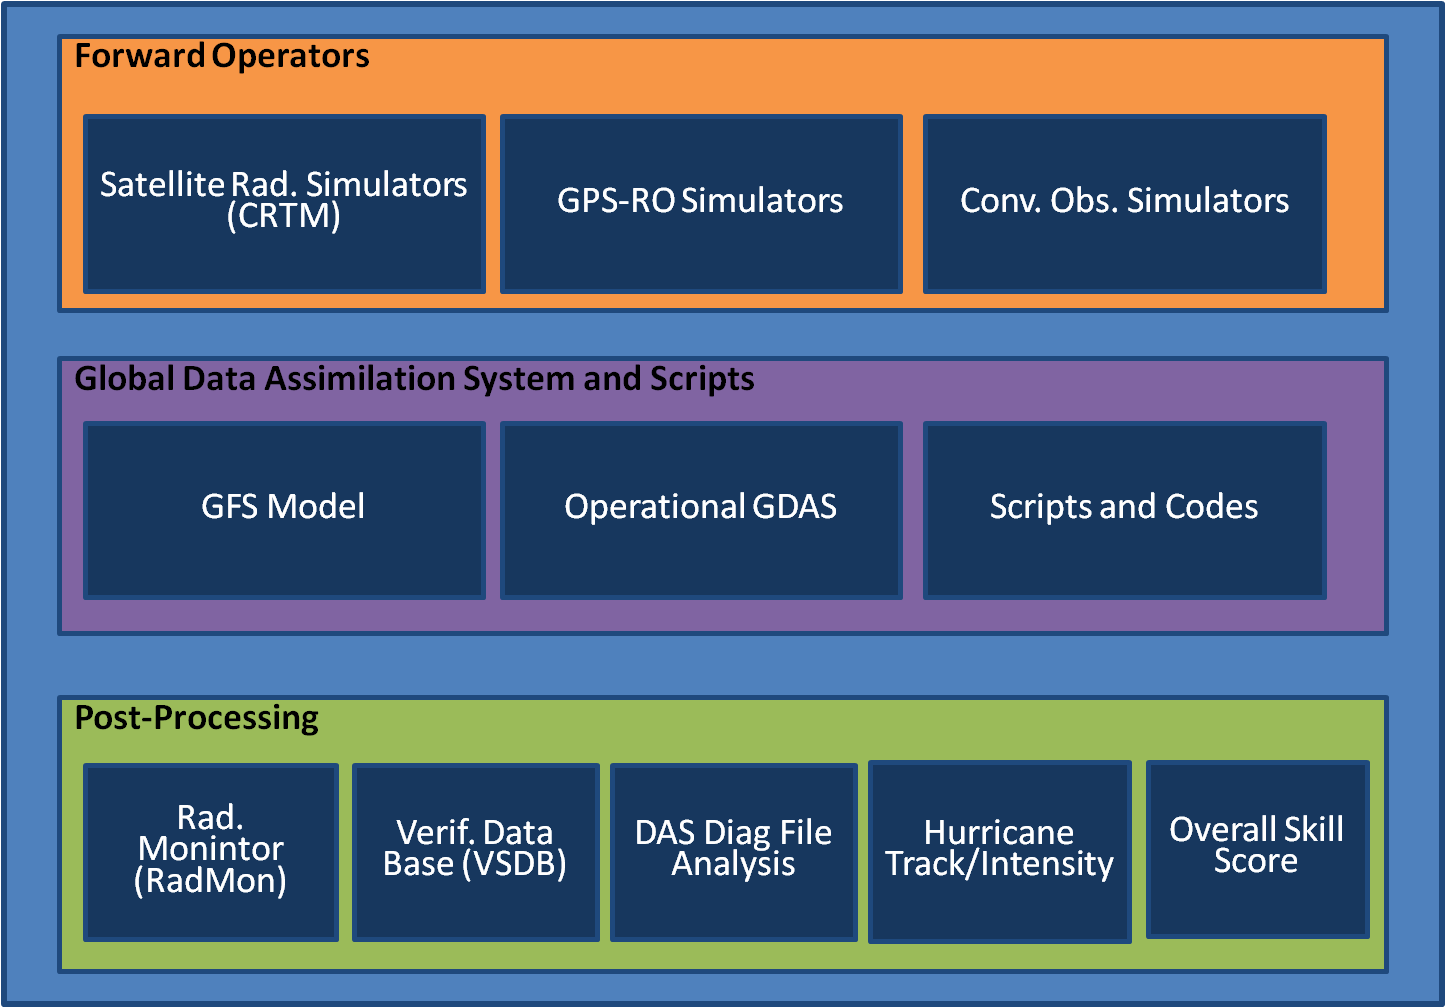 Forward Operators
Satellite Rad. Simulators
(CRTM)
GPS-RO Simulators
Conv. Obs. Simulators
Global Data Assimilation System and Scripts
GFS Model
Operational GDAS
Scripts and Codes
Post-Processing
Rad.
Monintor
(RadMon)
Verif. Data
Base (VSDB)
DAS Diag File
Analysis
Hurricane
Track/Intensity
Overall Skill
Score